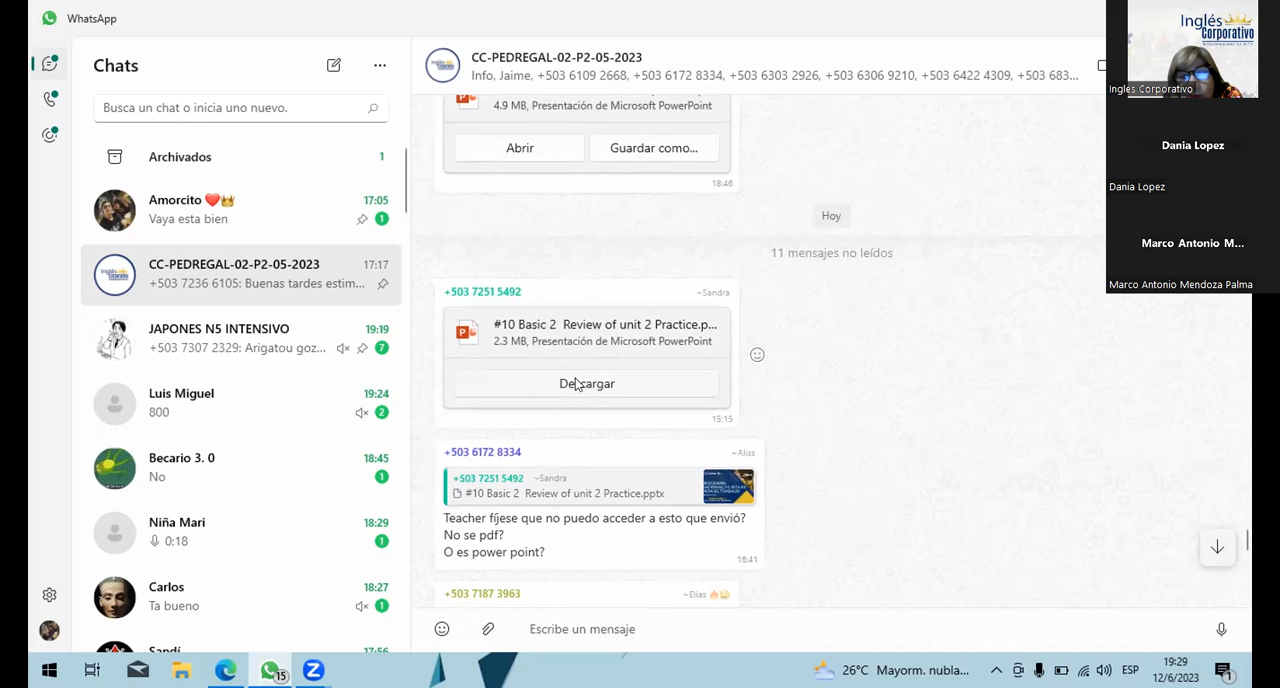 WhatsApp
Chats
Busca un chat o inicia uno nuevo.
Archivados
1
Amorcito
17:05
Vaya esta bien
1
CC-PEDREGAL-02-P2-05-2023
17:17
+503 7236 6105: Buenas tardes estim...
JAPONES N5 INTENSIVO
19:19
+503 7307 2329: Arigatou goz...
7
Luis Miguel
19:24
800
2
Becario 3. 0
18:45
No
1
Niña Mari
18:29
0:18
1
Carlos
18:27
Ta bueno
1
Sandí
17:56
CC-PEDREGAL-02-P2-05-2023
Info, Jaime, +503 6109 2668, +503 6172 8334, +503 6303 2926, +503 6306 9210, +503 6422 4309, +503 683...
4.9 MB, Presentación de Microsoft PowerPoint
Abrir
Guardar como...
18:46
Hoy
11 mensajes no leídos
+503 7251 5492
~Sandra
#10 Basic 2 Review of unit 2 Practice.p...
2.3 MB, Presentación de Microsoft PowerPoint
Descargar
15:15
+503 6172 8334
~Aliss
+503 7251 5492 ~Sandra
#10 Basic 2 Review of unit 2 Practice.pptx
Teacher fíjese que no puedo acceder a esto que envió?
No se pdf?
O es power point?
16:41
+503 7187 3963
~Elias
Escribe un mensaje
Inglés
Corporativo
Ingles Corporativo
Dania Lopez
Dania Lopez
Marco Antonio M...
Marco Antonio Mendoza Palma
15
26°C Mayorm. nubla...
ESP
19:29
12/6/2023
1